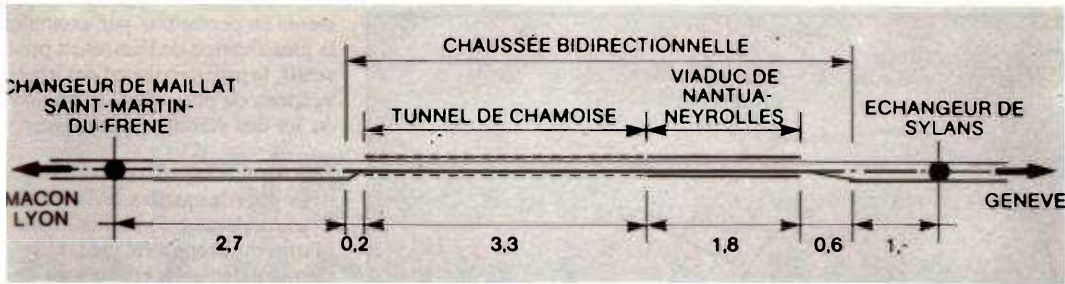 CHAUSSÉE BIDIRECTIONNELLE
CHANGEUR DE MAILLAT
SAINT-MARTIN-
DU-FRENE
TUNNEL DE CHAMOISE
VIADUC DE
NANTUA-
NEYROLLES
ECHANGEUR DE
SYLANS
MACON
LYON
GENEVE
2,7
0,2
3,3
1,8
0,6
1,-